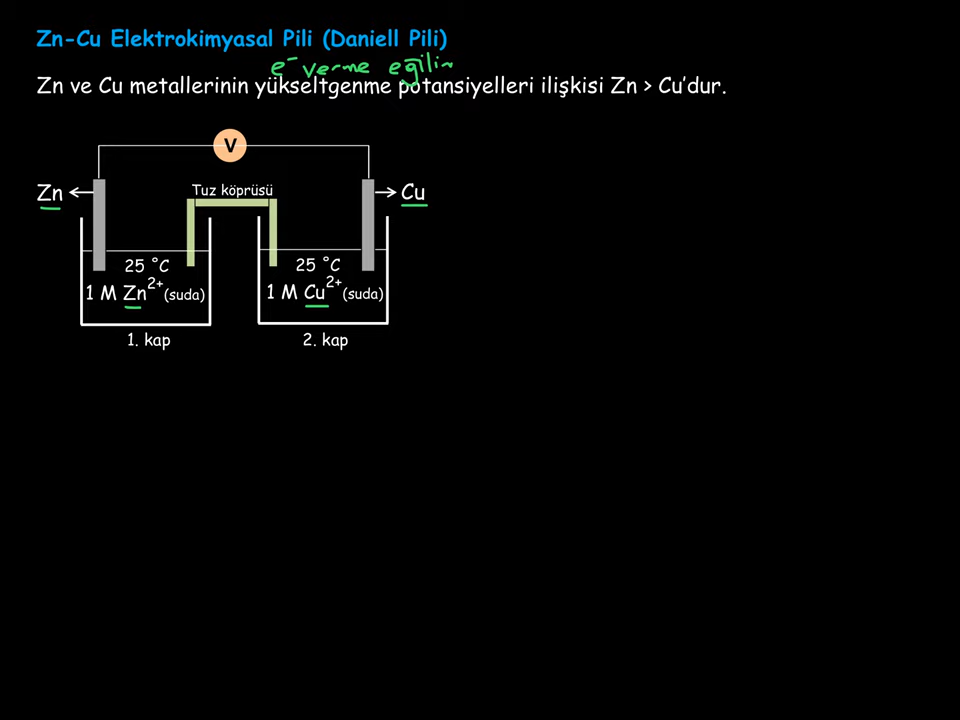 Zn-Cu Elektrokimyasal Pili (Daniell Pili)
e⁻ verme eğilim
Zn ve Cu metallerinin yükseltgenme potansiyelleri ilişkisi Zn > Cu'dur.
V
Zn
Tuz köprüsü
Cu
25 °C
25 °C
1 M Zn²⁺(suda)
1 M Cu²⁺(suda)
1. kap
2. kap